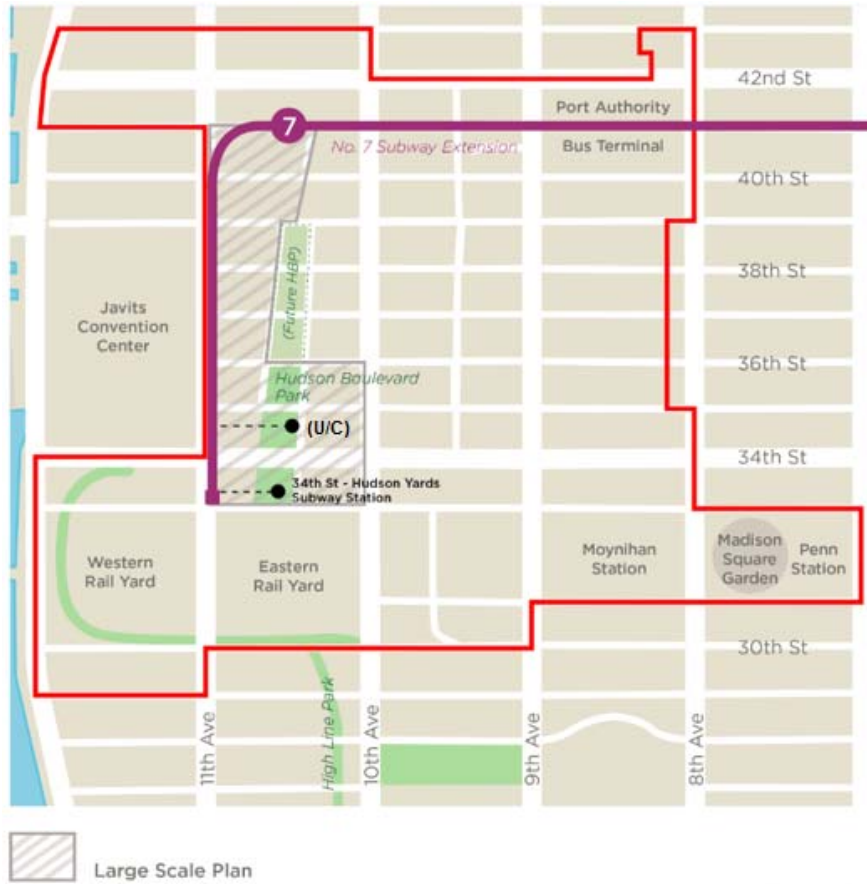 42nd St
Port Authority
7
No. 7 Subway Extension
Bus Terminal
40th St
(Future HBP)
38th St
Javits
Convention
Center
36th St
Hudson Boulevard
Park
(U/C)
34th St
34th St - Hudson Yards
Subway Station
Western
Rail Yard
Eastern
Rail Yard
Moynihan
Station
Madison
Square
Garden
Penn
Station
30th St
11th Ave
High Line Park
10th Ave
9th Ave
8th Ave
Large Scale Plan